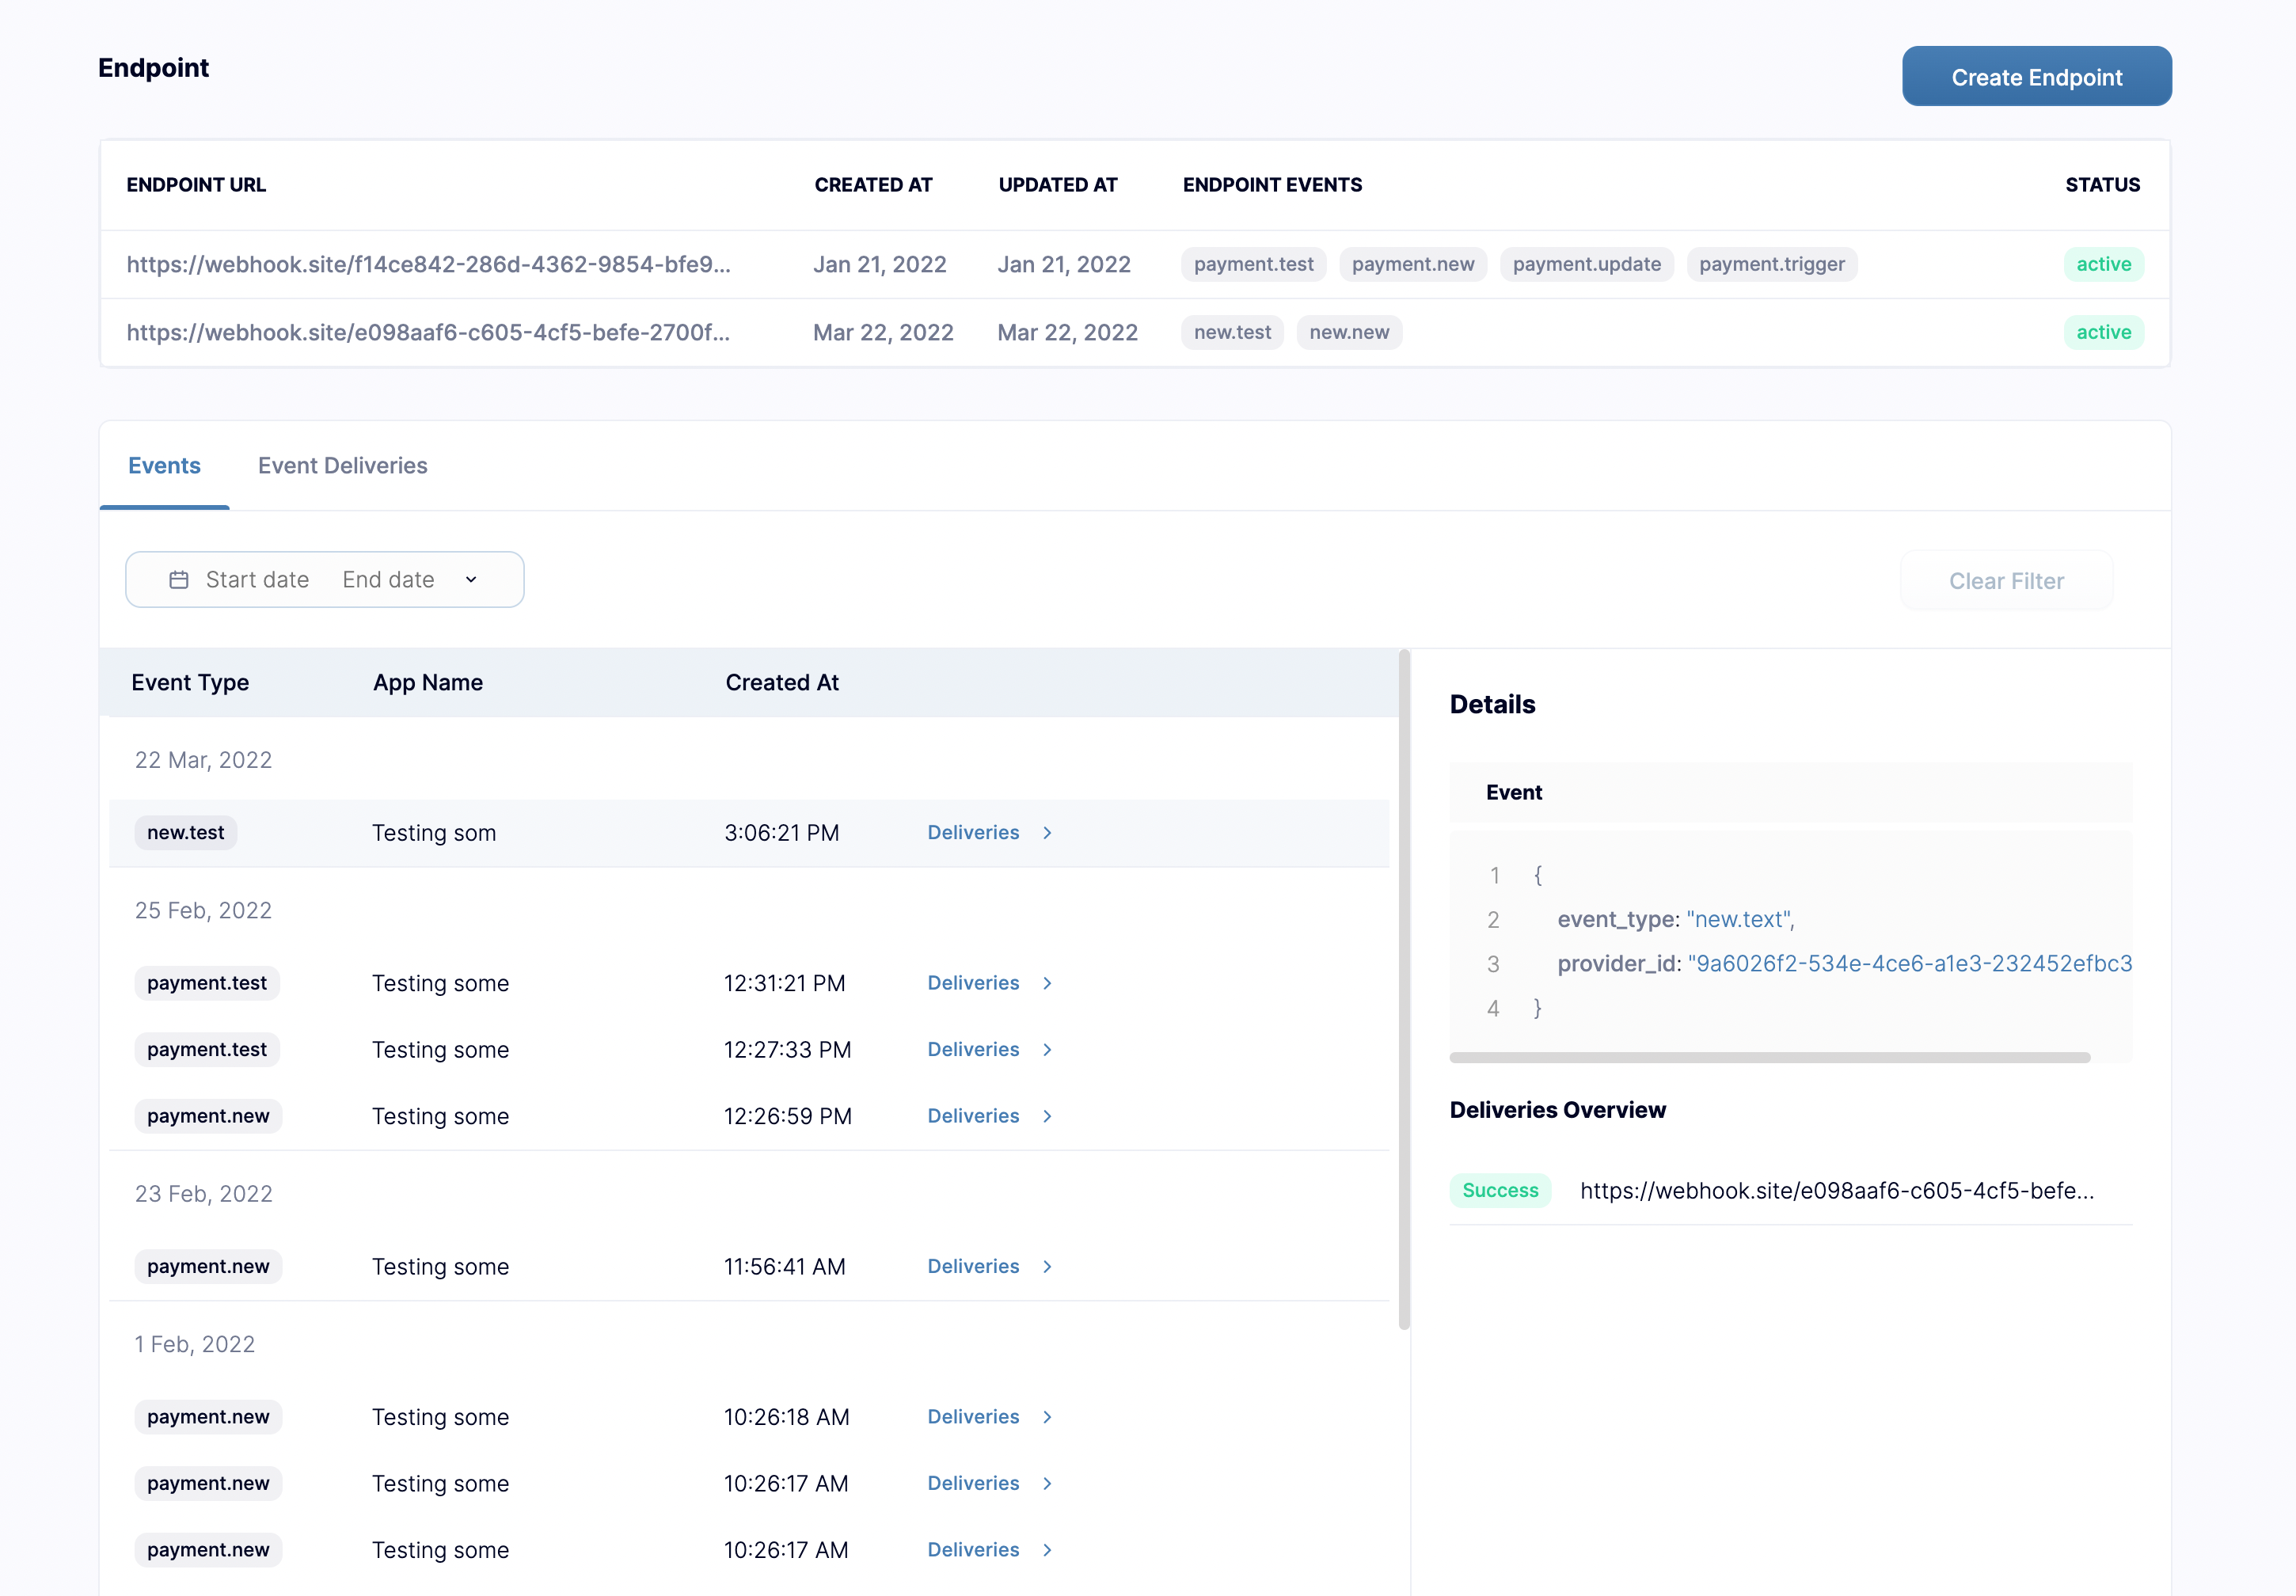 Endpoint
Create Endpoint
ENDPOINT URL CREATED AT UPDATED AT ENDPOINT EVENTS STATUS
https://webhook.site/f14ce842-286d-4362-9854-bfe9... Jan 21, 2022 Jan 21, 2022 payment.test payment.new payment.update payment.trigger active
https://webhook.site/e098aaf6-c605-4cf5-befe-2700f... Mar 22, 2022 Mar 22, 2022 new.test new.new active
Events Event Deliveries
Start date End date Clear Filter
Event Type App Name Created At
22 Mar, 2022
new.test Testing som 3:06:21 PM Deliveries
25 Feb, 2022
payment.test Testing some 12:31:21 PM Deliveries
payment.test Testing some 12:27:33 PM Deliveries
payment.new Testing some 12:26:59 PM Deliveries
23 Feb, 2022
payment.new Testing some 11:56:41 AM Deliveries
1 Feb, 2022
payment.new Testing some 10:26:18 AM Deliveries
payment.new Testing some 10:26:17 AM Deliveries
payment.new Testing some 10:26:17 AM Deliveries
Details
Event
1 {
2 event_type: "new.text",
3 provider_id: "9a6026f2-534e-4ce6-a1e3-232452efbc3
4 }
Deliveries Overview
Success https://webhook.site/e098aaf6-c605-4cf5-befe...